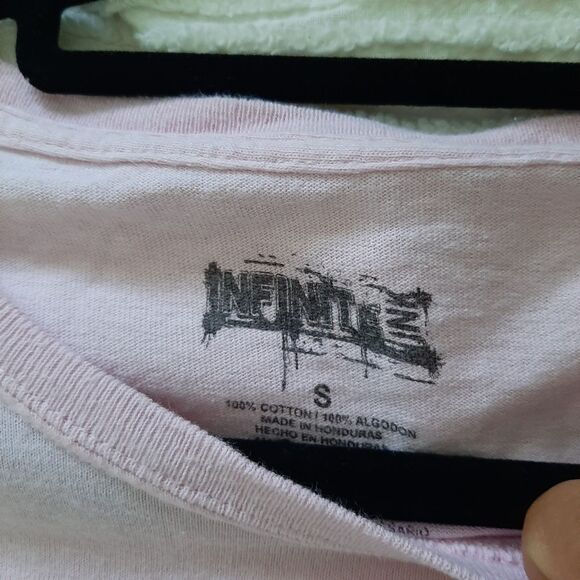 INFINITE INK
S
100% COTTON / 100% ALGODON
MADE IN HONDURAS
HECHO EN HONDURAS